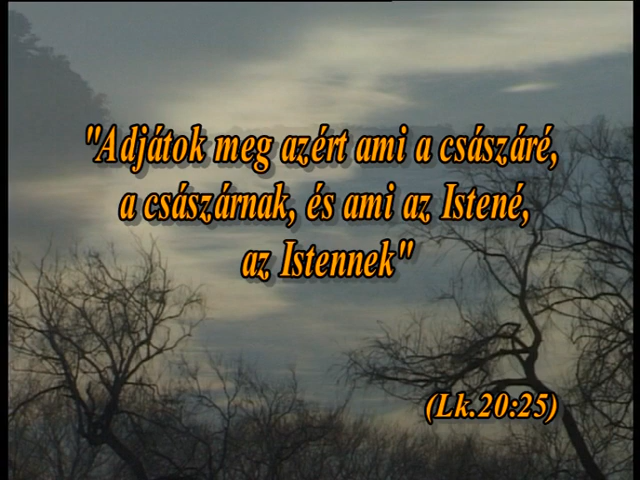 "Adjátok meg azért ami a császáré,
a császárnak, és ami az Istené,
az Istennek"
(Lk.20:25)